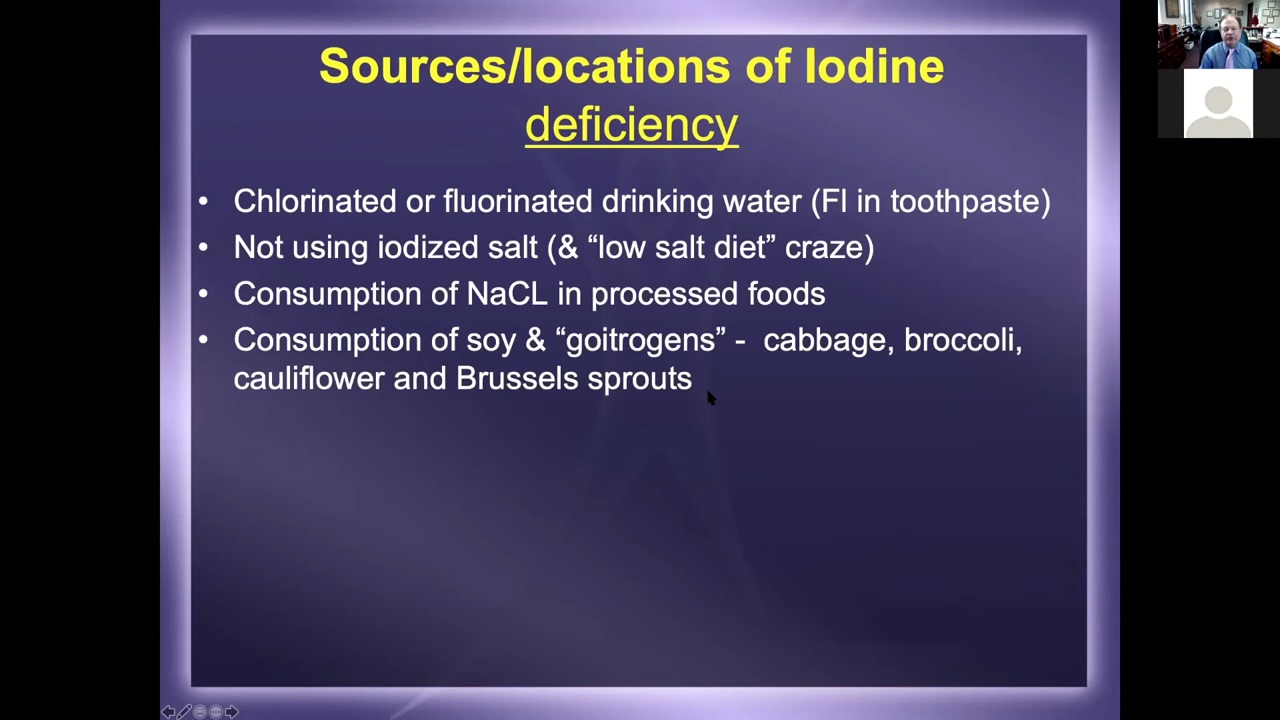 Sources/locations of Iodine
deficiency
• Chlorinated or fluorinated drinking water (Fl in toothpaste)
• Not using iodized salt (& “low salt diet” craze)
• Consumption of NaCL in processed foods
• Consumption of soy & “goitrogens” - cabbage, broccoli,
cauliflower and Brussels sprouts